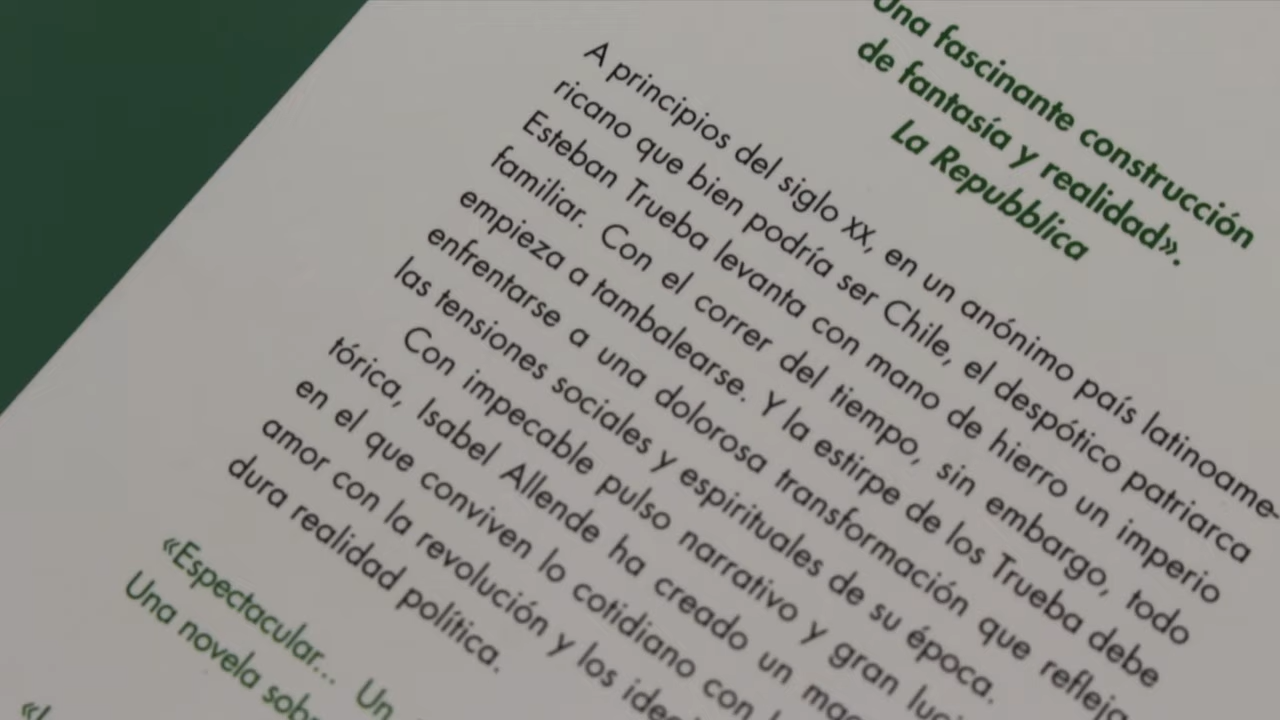 Una fascinante construcción
de fantasía y realidad».
La Repubblica
A principios del siglo XX, en un anónimo país latinoame-
ricano que bien podría ser Chile, el despótico patriarca
Esteban Trueba levanta con mano de hierro un imperio
familiar. Con el correr del tiempo, sin embargo, todo
empieza a tambalearse. Y la estirpe de los Trueba debe
enfrentarse a una dolorosa transformación que refleja
las tensiones sociales y espirituales de su época.
Con impecable pulso narrativo y gran luci
tórica, Isabel Allende ha creado un
en el que conviven lo cotidiano con
amor con la revolución y los
dura realidad política.
«Espectacular... Un
Una novela